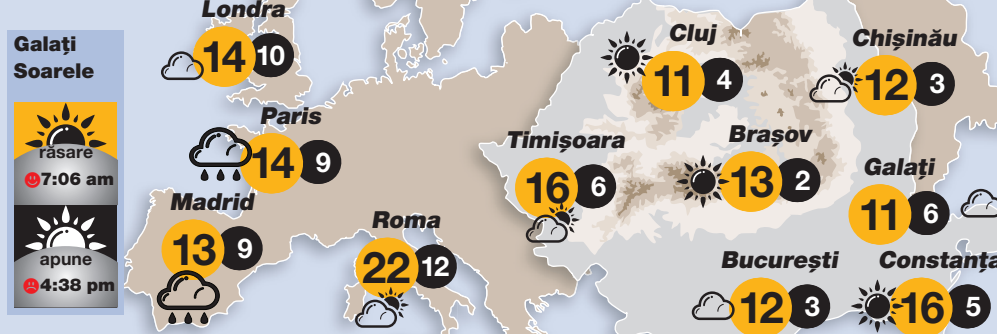 Galați
Soarele
răsare
7:06 am
apune
4:38 pm
Londra
14 10
Paris
14 9
Madrid
13 9
Roma
22 12
Timișoara
16 6
Cluj
11 4
Brașov
13 2
Chișinău
12 3
Galați
11 6
București
12 3
Constanța
16 5